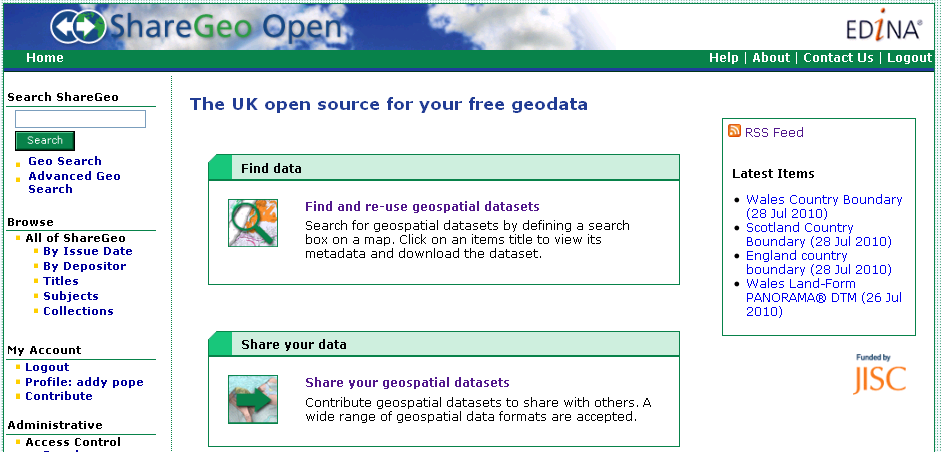 ShareGeo Open
EDINA®
Home
Help | About | Contact Us | Logout
Search ShareGeo
Search
Geo Search
Advanced Geo
Search
Browse
All of ShareGeo
By Issue Date
By Depositor
Titles
Subjects
Collections
My Account
Logout
Profile: addy pope
Contribute
Administrative
Access Control
The UK open source for your free geodata
Find data
Find and re-use geospatial datasets
Search for geospatial datasets by defining a search
box on a map. Click on an items title to view its
metadata and download the dataset.
Share your data
Share your geospatial datasets
Contribute geospatial datasets to share with others. A
wide range of geospatial data formats are accepted.
RSS Feed
Latest Items
Wales Country Boundary
(28 Jul 2010)
Scotland Country
Boundary (28 Jul 2010)
England country
boundary (28 Jul 2010)
Wales Land-Form
PANORAMA® DTM (26 Jul
2010)
Funded by
JISC